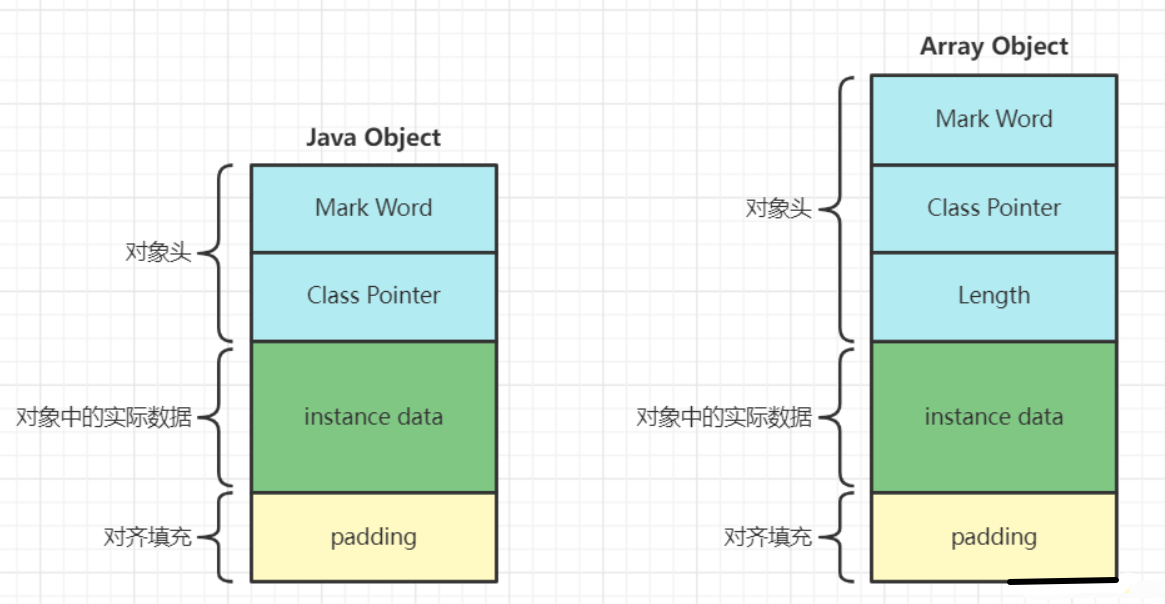 Java Object
对象头
Mark Word
Class Pointer
对象中的实际数据
instance data
对齐填充
padding
Array Object
对象头
Mark Word
Class Pointer
Length
对象中的实际数据
instance data
对齐填充
padding